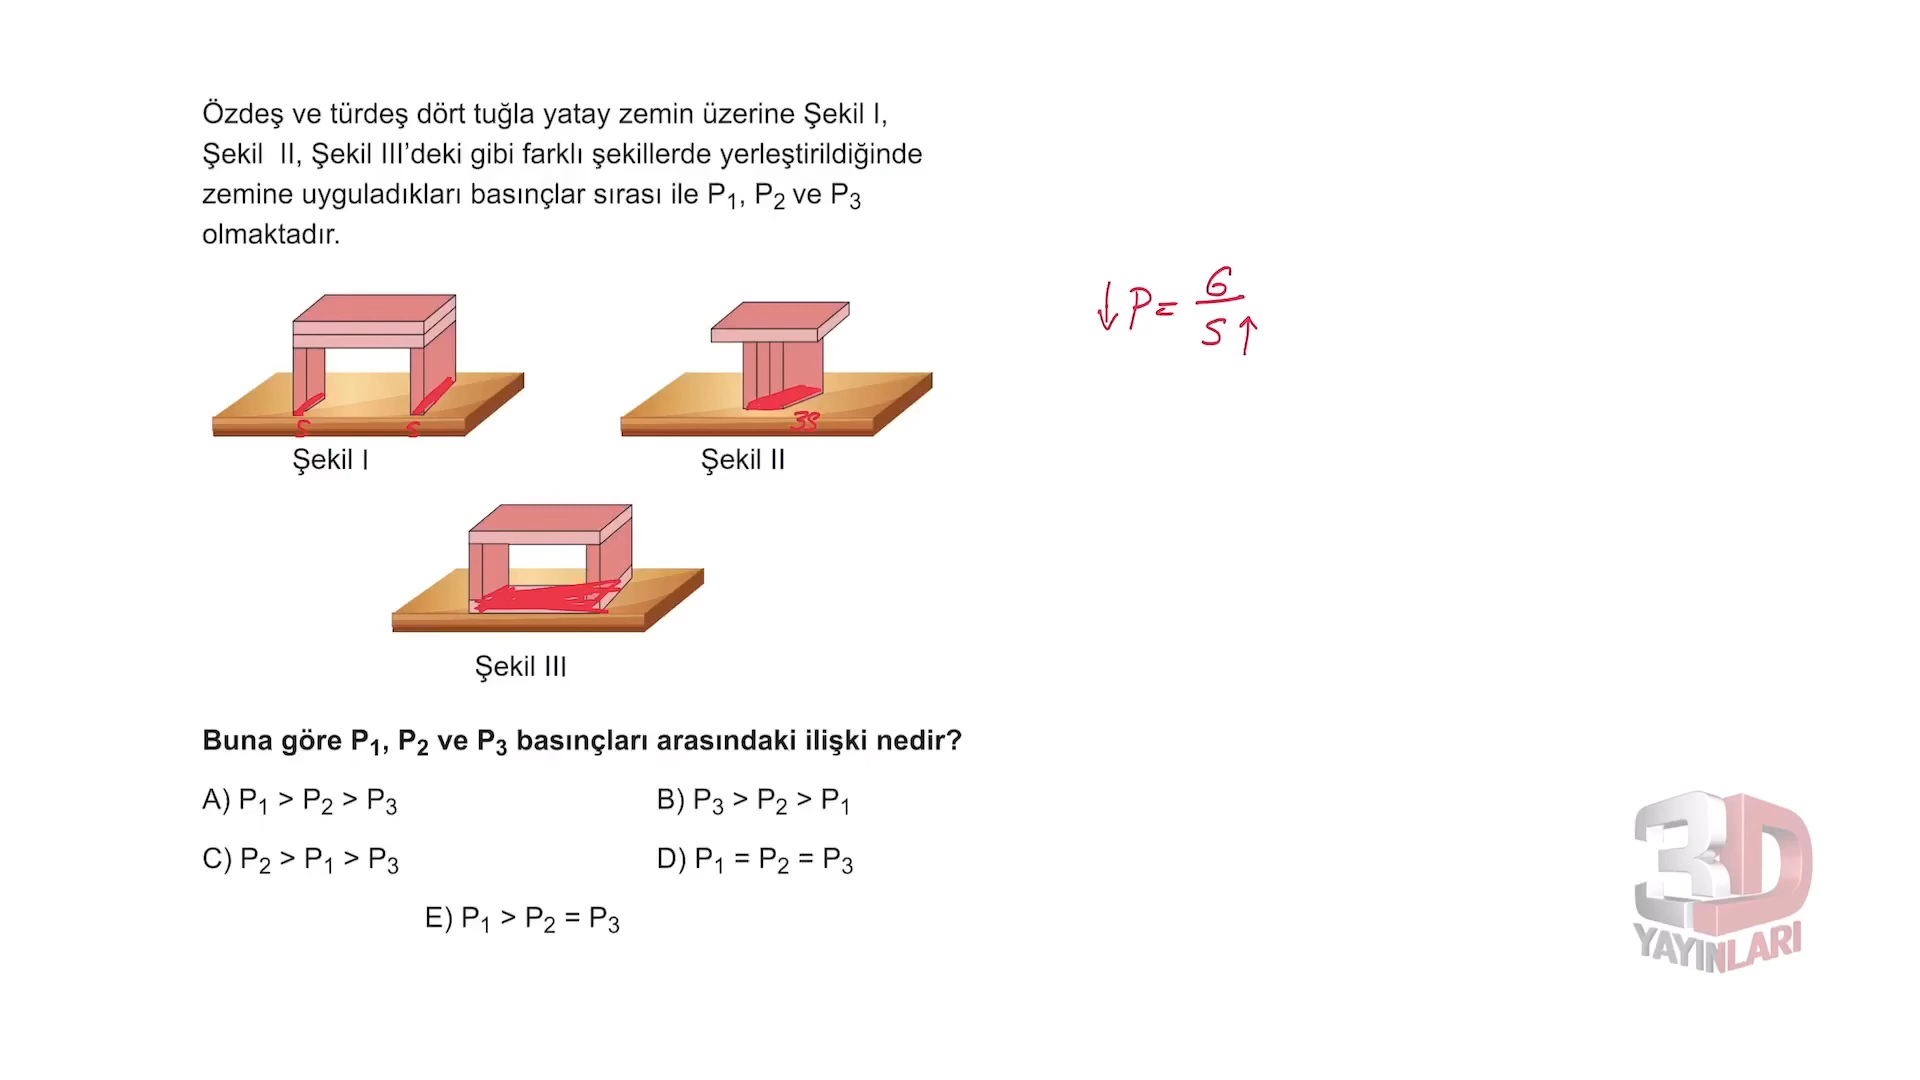 Özdeş ve türdeş dört tuğla yatay zemin üzerine Şekil I,
Şekil II, Şekil III'deki gibi farklı şekillerde yerleştirildiğinde
zemine uyguladıkları basınçlar sırası ile P₁, P₂ ve P₃
olmaktadır.
↓ P = G / S ↑
S S
3S
Şekil I
Şekil II
Şekil III
Buna göre P₁, P₂ ve P₃ basınçları arasındaki ilişki nedir?
A) P₁ > P₂ > P₃
B) P₃ > P₂ > P₁
C) P₂ > P₁ > P₃
D) P₁ = P₂ = P₃
E) P₁ > P₂ = P₃
3D
YAYINLARI